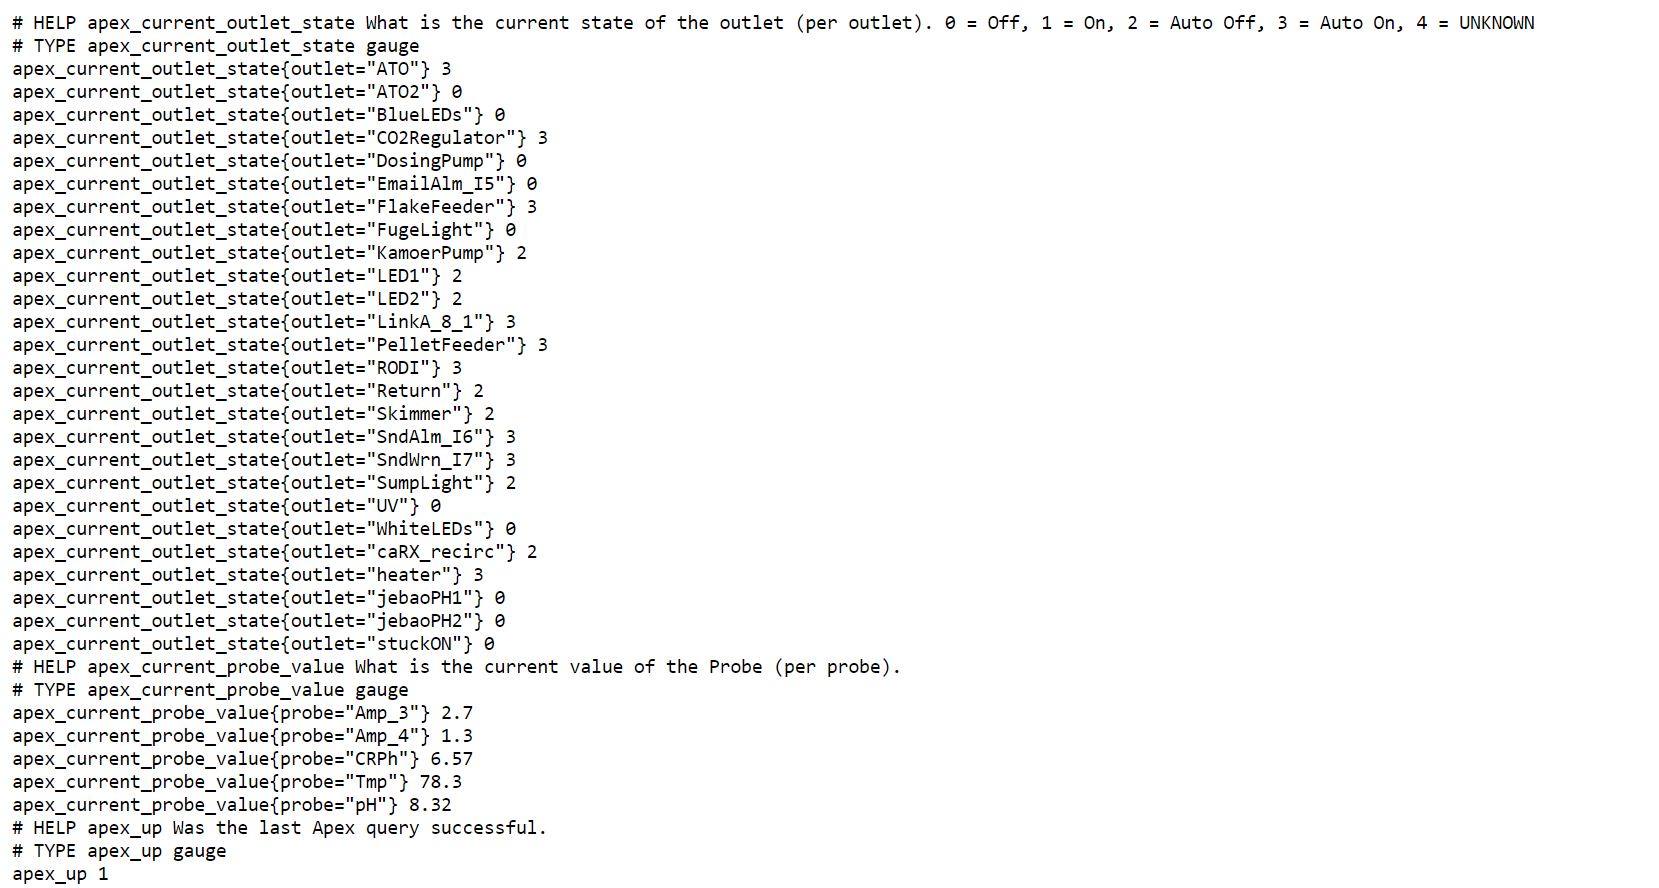 # HELP apex_current_outlet_state What is the current state of the outlet (per outlet). 0 = Off, 1 = On, 2 = Auto Off, 3 = Auto On, 4 = UNKNOWN
# TYPE apex_current_outlet_state gauge
apex_current_outlet_state{outlet="ATO"} 3
apex_current_outlet_state{outlet="ATO2"} 0
apex_current_outlet_state{outlet="BlueLEDs"} 0
apex_current_outlet_state{outlet="CO2Regulator"} 3
apex_current_outlet_state{outlet="DosingPump"} 0
apex_current_outlet_state{outlet="EmailAlm_I5"} 0
apex_current_outlet_state{outlet="FlakeFeeder"} 3
apex_current_outlet_state{outlet="FugeLight"} 0
apex_current_outlet_state{outlet="KamoerPump"} 2
apex_current_outlet_state{outlet="LED1"} 2
apex_current_outlet_state{outlet="LED2"} 2
apex_current_outlet_state{outlet="LinkA_8_1"} 3
apex_current_outlet_state{outlet="PelletFeeder"} 3
apex_current_outlet_state{outlet="RODI"} 3
apex_current_outlet_state{outlet="Return"} 2
apex_current_outlet_state{outlet="Skimmer"} 2
apex_current_outlet_state{outlet="SndAlm_I6"} 3
apex_current_outlet_state{outlet="SndWrn_I7"} 3
apex_current_outlet_state{outlet="SumpLight"} 2
apex_current_outlet_state{outlet="UV"} 0
apex_current_outlet_state{outlet="WhiteLEDs"} 0
apex_current_outlet_state{outlet="caRX_recirc"} 2
apex_current_outlet_state{outlet="heater"} 3
apex_current_outlet_state{outlet="jebaoPH1"} 0
apex_current_outlet_state{outlet="jebaoPH2"} 0
apex_current_outlet_state{outlet="stuckON"} 0
# HELP apex_current_probe_value What is the current value of the Probe (per probe).
# TYPE apex_current_probe_value gauge
apex_current_probe_value{probe="Amp_3"} 2.7
apex_current_probe_value{probe="Amp_4"} 1.3
apex_current_probe_value{probe="CRPh"} 6.57
apex_current_probe_value{probe="Tmp"} 78.3
apex_current_probe_value{probe="pH"} 8.32
# HELP apex_up Was the last Apex query successful.
# TYPE apex_up gauge
apex_up 1